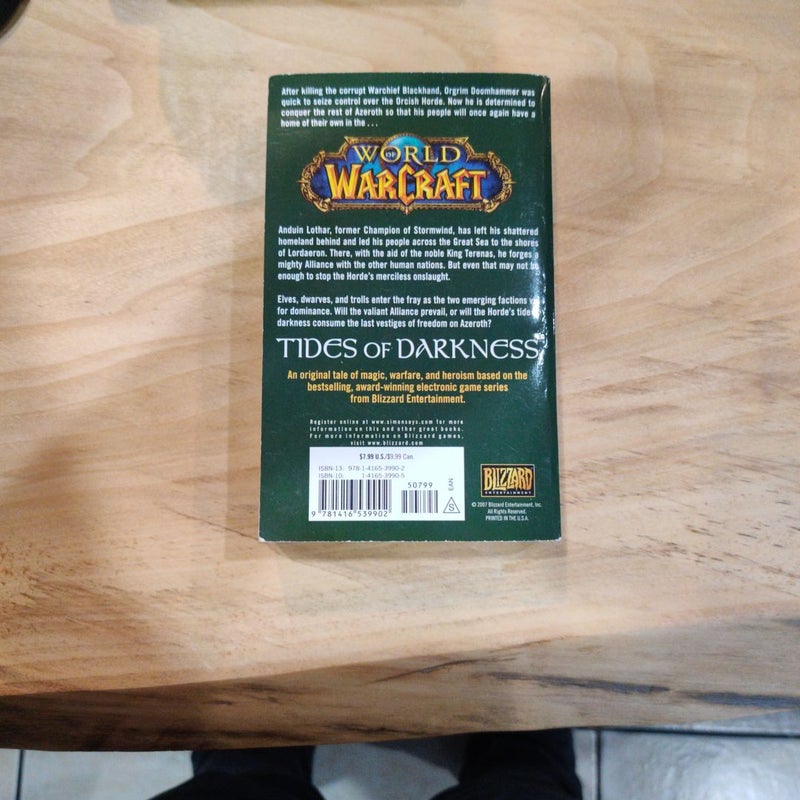 After killing the corrupt Warchief Blackhand, Orgrim Doomhammer was
quick to seize control over the Orcish Horde. Now he is determined to
conquer the rest of Azeroth so that his people will once again have a
home of their own in the . . .
WORLD OF
WARCRAFT
Anduin Lothar, former Champion of Stormwind, has left his shattered
homeland behind and led his people across the Great Sea to the shores
of Lordaeron. There, with the aid of the noble King Terenas, he forges a
mighty Alliance with the other human nations. But even that may not be
enough to stop the Horde's merciless onslaught.
Elves, dwarves, and trolls enter the fray as the two emerging factions
for dominance. Will the valiant Alliance prevail, or will the Horde's tide
darkness consume the last vestiges of freedom on Azeroth?
TIDES OF DARKNESS
An original tale of magic, warfare, and heroism based on the
bestselling, award-winning electronic game series
from Blizzard Entertainment.
Register online at www.simonsays.com for more
information on this and other great books.
For more information on Blizzard games,
visit www.blizzard.com
$7.99 U.S./$9.99 Can.
ISBN-13: 978-1-4165-3990-2
ISBN-10: 1-4165-3990-5
50799
EAN
S
9 781416 539902
BLIZZARD
ENTERTAINMENT
© 2007 Blizzard Entertainment, Inc.
All Rights Reserved.
PRINTED IN THE U.S.A.